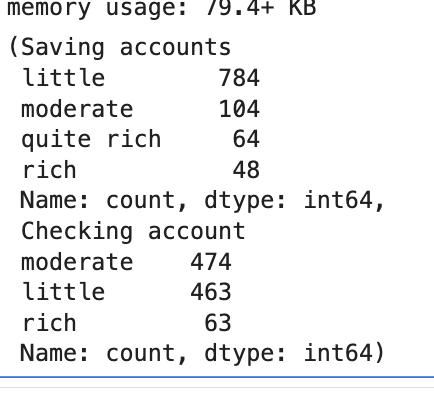 memory usage: 79.4+ KB
(Saving accounts
little 784
moderate 104
quite rich 64
rich 48
Name: count, dtype: int64,
Checking account
moderate 474
little 463
rich 63
Name: count, dtype: int64)